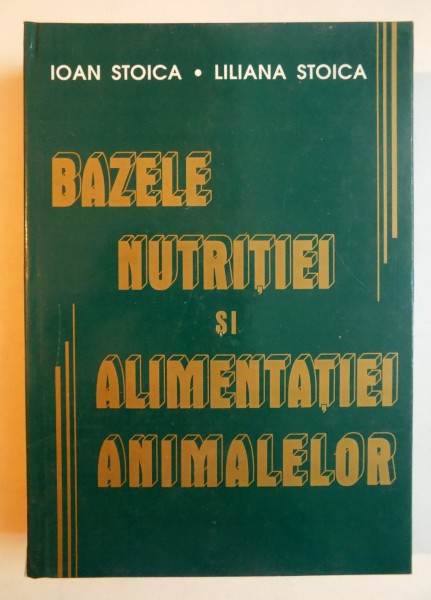 IOAN STOICA • LILIANA STOICA
BAZELE
NUTRIȚIEI
ȘI
ALIMENTAȚIEI
ANIMALELOR